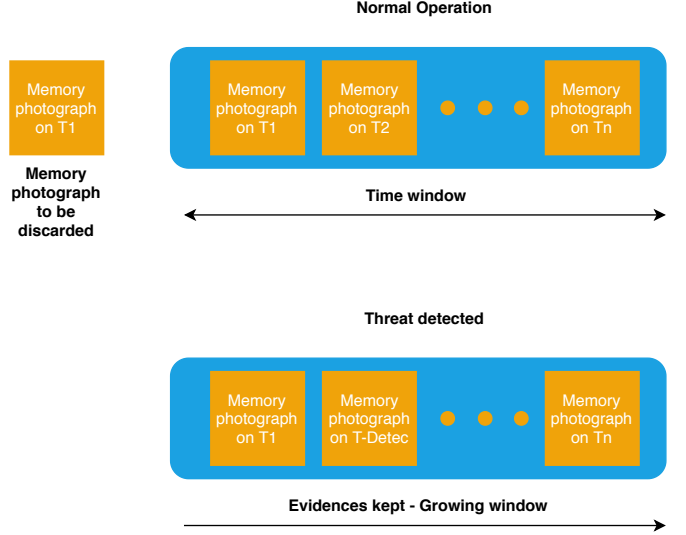 Normal Operation
Memory
photograph
on T1
Memory
photograph
to be
discarded
Memory
photograph
on T1
Memory
photograph
on T2
Memory
photograph
on Tn
Time window
Threat detected
Memory
photograph
on T1
Memory
photograph
on T-Detec
Memory
photograph
on Tn
Evidences kept - Growing window